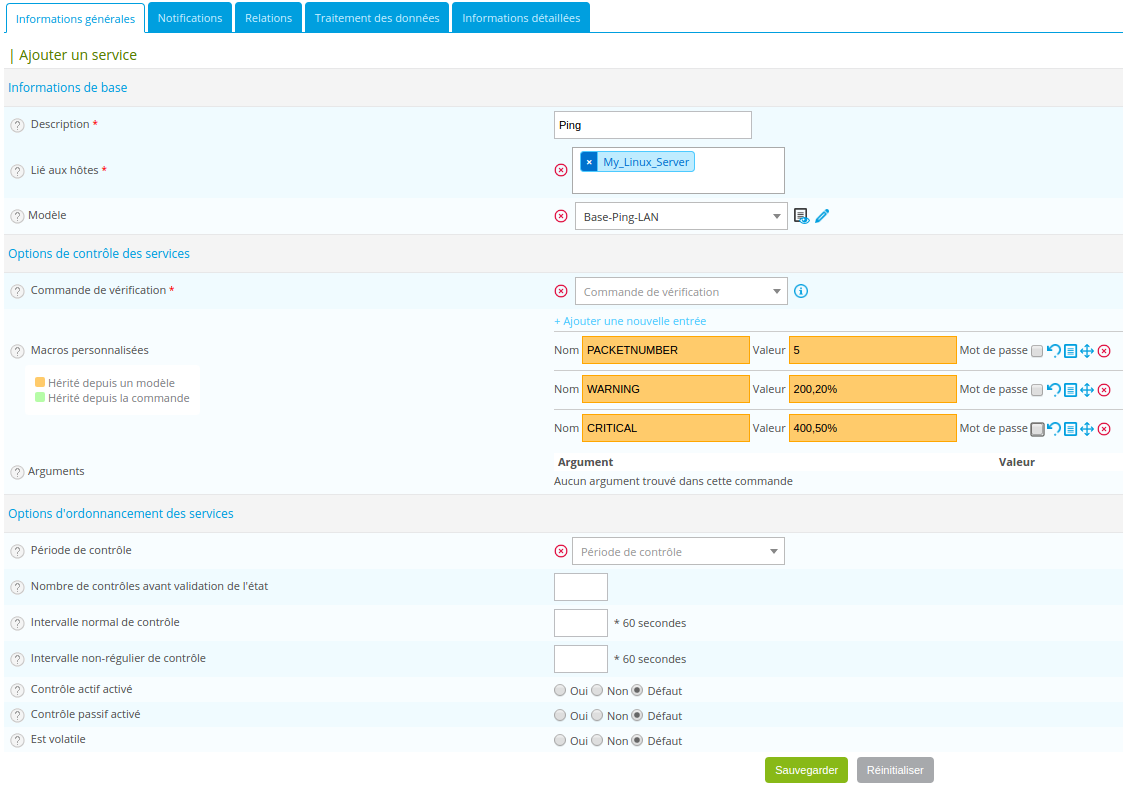 Informations générales Notifications Relations Traitement des données Informations détaillées
| Ajouter un service
Informations de base
? Description * Ping
? Lié aux hôtes * × My_Linux_Server
? Modèle Base-Ping-LAN
Options de contrôle des services
? Commande de vérification * Commande de vérification
+ Ajouter une nouvelle entrée
? Macros personnalisées Nom PACKETNUMBER Valeur 5 Mot de passe
Hérité depuis un modèle
Hérité depuis la commande
Nom WARNING Valeur 200,20% Mot de passe
Nom CRITICAL Valeur 400,50% Mot de passe
Argument Valeur
? Arguments
Aucun argument trouvé dans cette commande
Options d'ordonnancement des services
? Période de contrôle Période de contrôle
? Nombre de contrôles avant validation de l'état
? Intervalle normal de contrôle * 60 secondes
? Intervalle non-régulier de contrôle * 60 secondes
? Contrôle actif activé Oui Non Défaut
? Contrôle passif activé Oui Non Défaut
? Est volatile Oui Non Défaut
Sauvegarder Réinitialiser